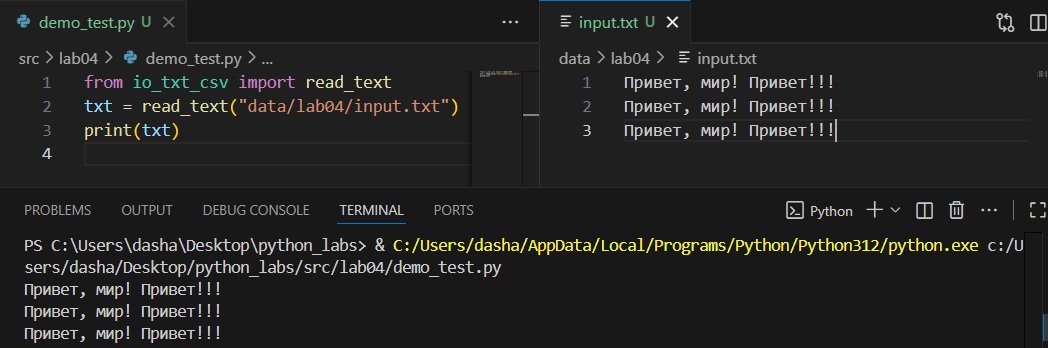 demo_test.py U
src > lab04 > demo_test.py > ...
1 from io_txt_csv import read_text
2 txt = read_text("data/lab04/input.txt")
3 print(txt)
4
input.txt U
data > lab04 > input.txt
1 Привет, мир! Привет!!!
2 Привет, мир! Привет!!!
3 Привет, мир! Привет!!!
PROBLEMS OUTPUT DEBUG CONSOLE TERMINAL PORTS
Python
PS C:\Users\dasha\Desktop\python_labs> & C:/Users/dasha/AppData/Local/Programs/Python/Python312/python.exe c:/U
sers/dasha/Desktop/python_labs/src/lab04/demo_test.py
Привет, мир! Привет!!!
Привет, мир! Привет!!!
Привет, мир! Привет!!!